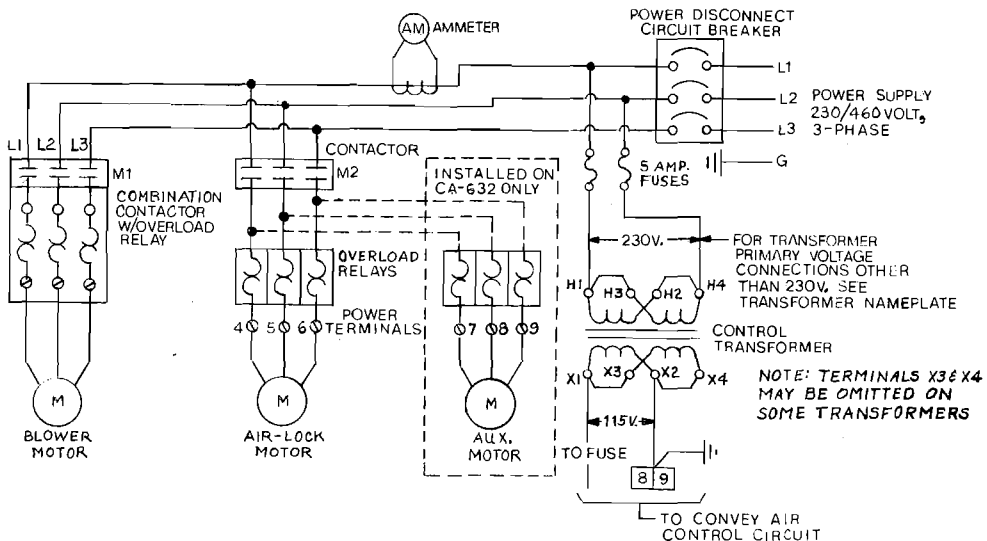 AM AMMETER
POWER DISCONNECT
CIRCUIT BREAKER
L1
L2
L3
POWER SUPPLY
230/460 VOLT,
3-PHASE
G
L1 L2 L3
M1
COMBINATION
CONTACTOR
W/OVERLOAD
RELAY
CONTACTOR
M2
INSTALLED ON
CA-632 ONLY
5 AMP.
FUSES
OVERLOAD
RELAYS
230V.
FOR TRANSFORMER
PRIMARY VOLTAGE
CONNECTIONS OTHER
THAN 230V. SEE
TRANSFORMER NAMEPLATE
H1 H3 H2 H4
POWER
TERMINALS
4 5 6
7 8 9
CONTROL
TRANSFORMER
X1 X3 X2 X4
NOTE: TERMINALS X3 & X4
MAY BE OMITTED ON
SOME TRANSFORMERS
115V.
M
BLOWER
MOTOR
M
AIR-LOCK
MOTOR
M
AUX.
MOTOR
TO FUSE
8 9
TO CONVEY AIR
CONTROL CIRCUIT